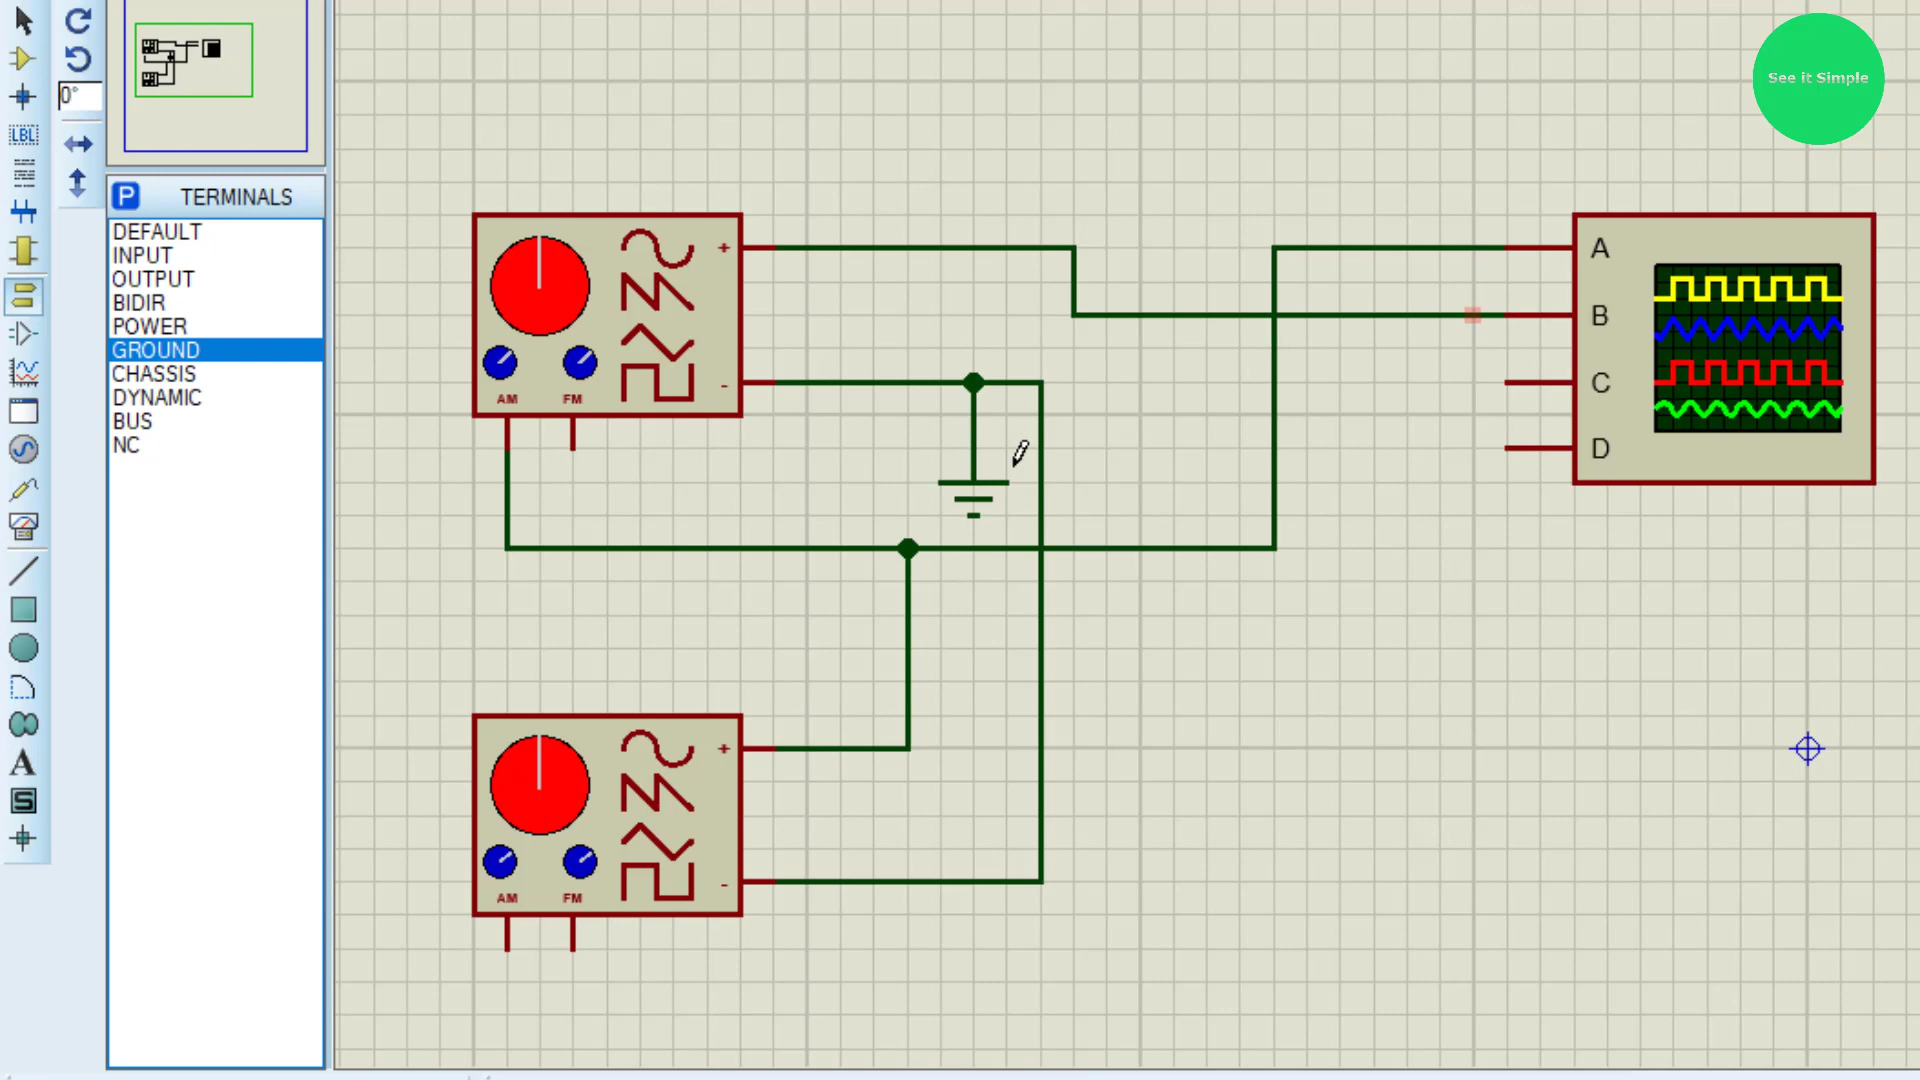 See it Simple
0°
LBL
P TERMINALS
DEFAULT
INPUT
OUTPUT
BIDIR
POWER
GROUND
CHASSIS
DYNAMIC
BUS
NC
A
S
+
-
AM FM
+
-
AM FM
A
B
C
D